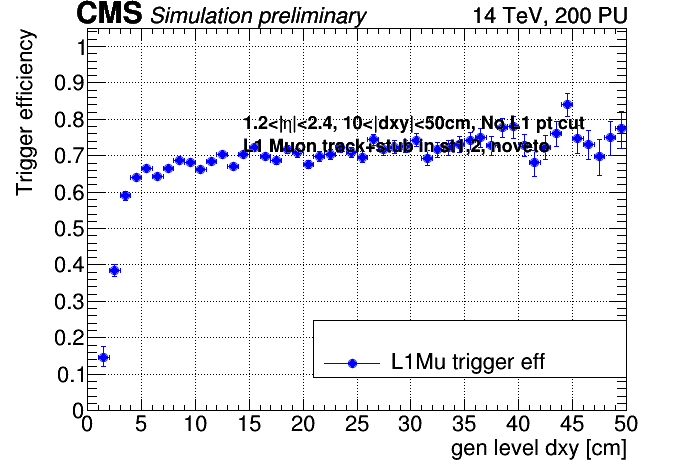 CMS Simulation preliminary 14 TeV, 200 PU
Trigger efficiency
1
0.9
0.8
0.7
0.6
0.5
0.4
0.3
0.2
0.1
0
1.2<|η|<2.4, 10<|dxy|<50cm, No L1 pt cut
L1 Muon track+stub in st1,2, noveto
L1Mu trigger eff
0 5 10 15 20 25 30 35 40 45 50
gen level dxy [cm]